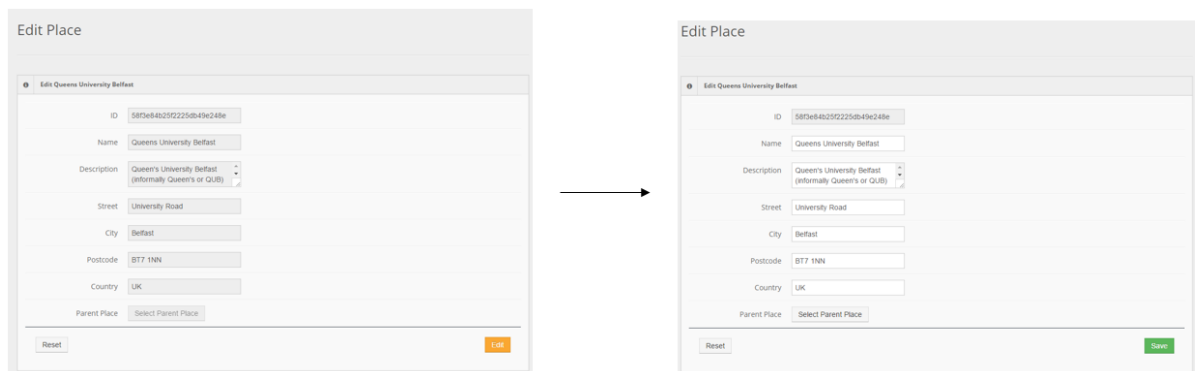 Edit Place
Edit Queens University Belfast
ID 58f3e84b25f2225db49e248e
Name Queens University Belfast
Description Queen's University Belfast
(informally Queen's or QUB)
Street University Road
City Belfast
Postcode BT7 1NN
Country UK
Parent Place Select Parent Place
Reset Edit
Edit Place
Edit Queens University Belfast
ID 58f3e84b25f2225db49e248e
Name Queens University Belfast
Description Queen's University Belfast
(informally Queen's or QUB)
Street University Road
City Belfast
Postcode BT7 1NN
Country UK
Parent Place Select Parent Place
Reset Save